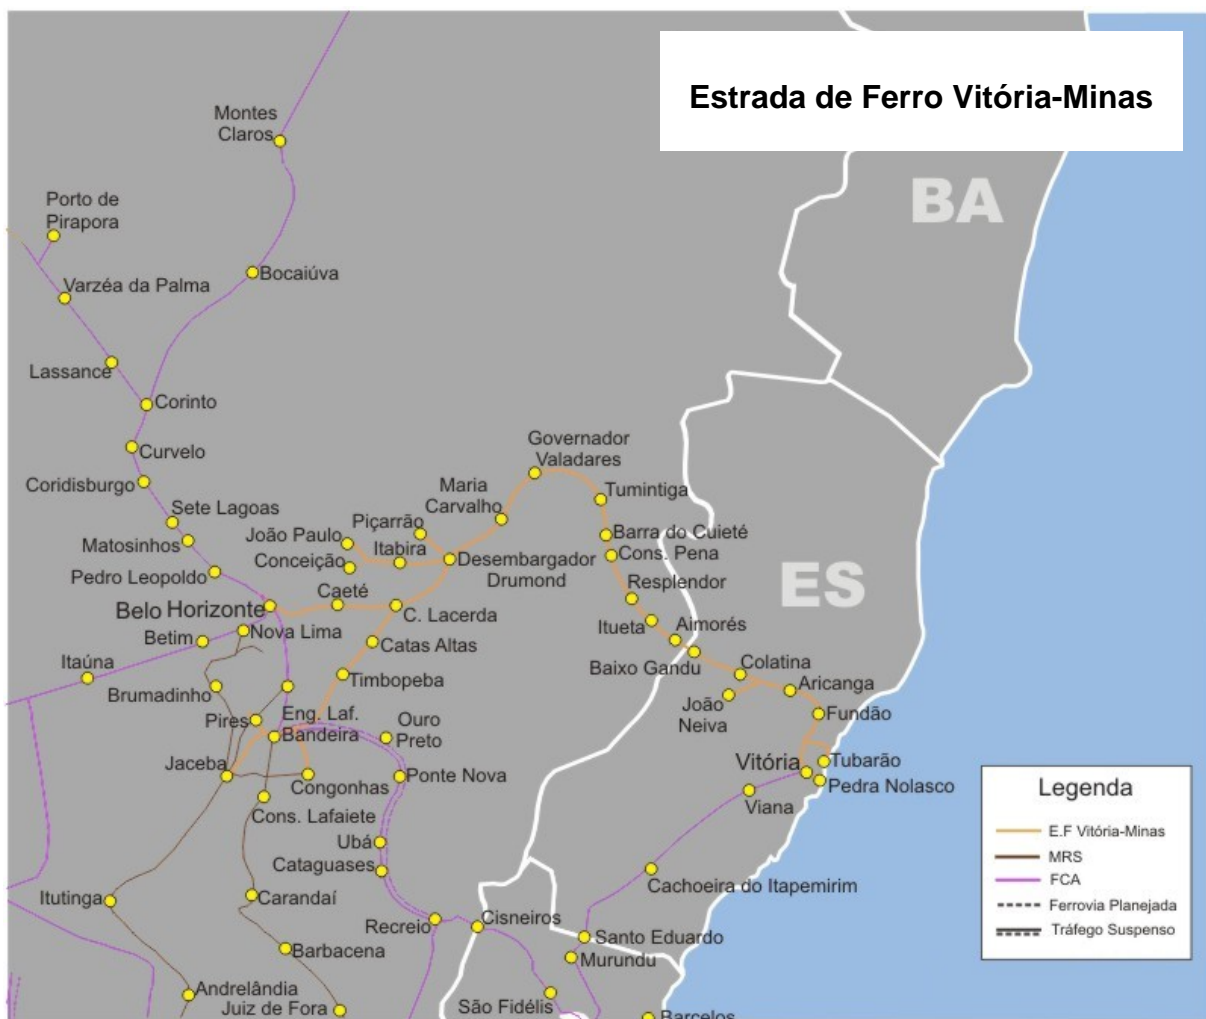 Estrada de Ferro Vitória-Minas
BA
ES
Montes
Claros
Porto de
Pirapora
Bocaiúva
Varzéa da Palma
Lassance
Corinto
Curvelo
Coridisburgo
Sete Lagoas
Matosinhos
Pedro Leopoldo
Belo Horizonte
Governador
Valadares
Maria
Carvalho
Tumintiga
Piçarrão
João Paulo
Itabira
Conceição
Desembargador
Drumond
Barra do Cuieté
Cons. Pena
Resplendor
Caeté
C. Lacerda
Itueta
Aimorés
Nova Lima
Betim
Catas Altas
Baixo Gandu
Colatina
Itaúna
Timbopeba
Aricanga
Brumadinho
João
Neiva
Fundão
Pires
Eng. Laf.
Bandeira
Ouro
Preto
Jaceba
Congonhas
Ponte Nova
Vitória
Tubarão
Pedra Nolasco
Viana
Cons. Lafaiete
Ubá
Cataguases
Cachoeira do Itapemirim
Itutinga
Carandaí
Recreio
Cisneiros
Santo Eduardo
Barbacena
Murundu
Andrelândia
Juiz de Fora
São Fidélis
Barcelos
Legenda
E.F Vitória-Minas
MRS
FCA
Ferrovia Planejada
Tráfego Suspenso